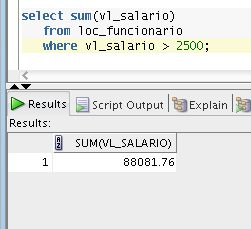 select sum(vl_salario)
from loc_funcionario
where vl_salario > 2500;
Results Script Output Explain
Results:
SUM(VL_SALARIO)
1 88081.76